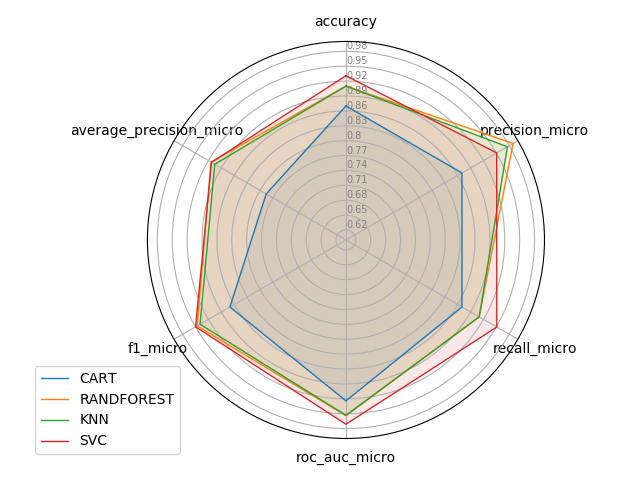 accuracy
0.98
0.95
0.92
0.89
0.86
0.83
0.8
0.77
0.74
0.71
0.68
0.65
0.62
average_precision_micro
precision_micro
f1_micro
recall_micro
roc_auc_micro
CART
RANDFOREST
KNN
SVC